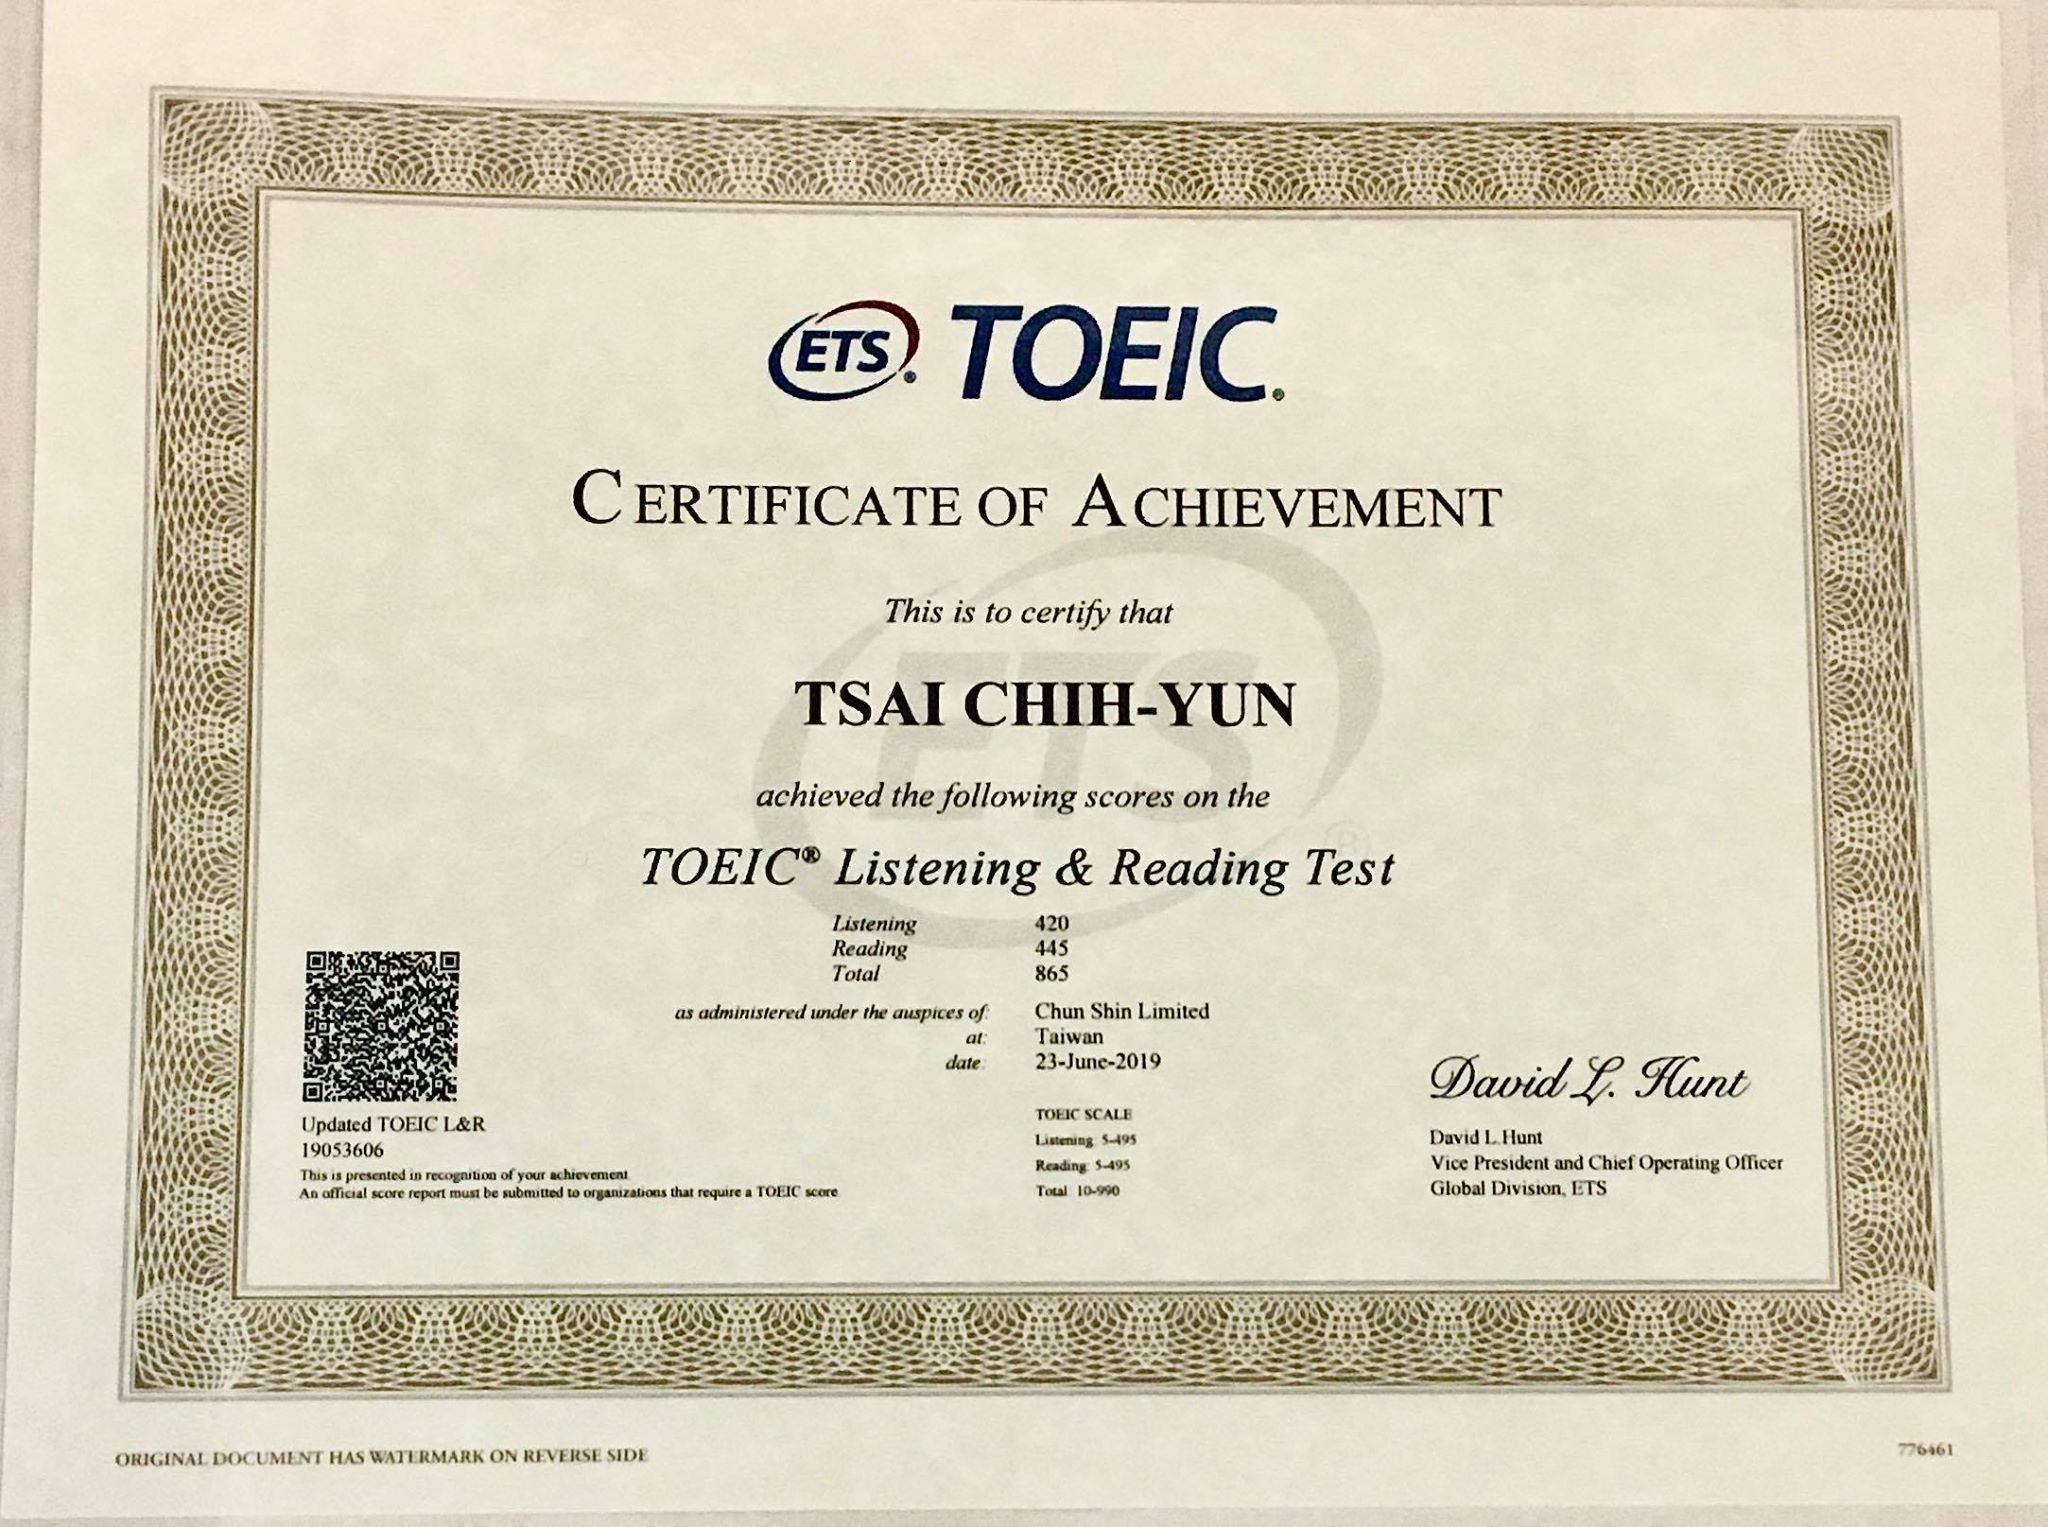 ETS® TOEIC®
CERTIFICATE OF ACHIEVEMENT
This is to certify that
TSAI CHIH-YUN
achieved the following scores on the
TOEIC® Listening & Reading Test
Listening 420
Reading 445
Total 865
as administered under the auspices of: Chun Shin Limited
at: Taiwan
date: 23-June-2019
TOEIC SCALE
Listening: 5-495
Reading: 5-495
Total: 10-990
Updated TOEIC L&R
19053606
This is presented in recognition of your achievement.
An official score report must be submitted to organizations that require a TOEIC score.
David L. Hunt
David L. Hunt
Vice President and Chief Operating Officer
Global Division, ETS
ETS®
ORIGINAL DOCUMENT HAS WATERMARK ON REVERSE SIDE
776461